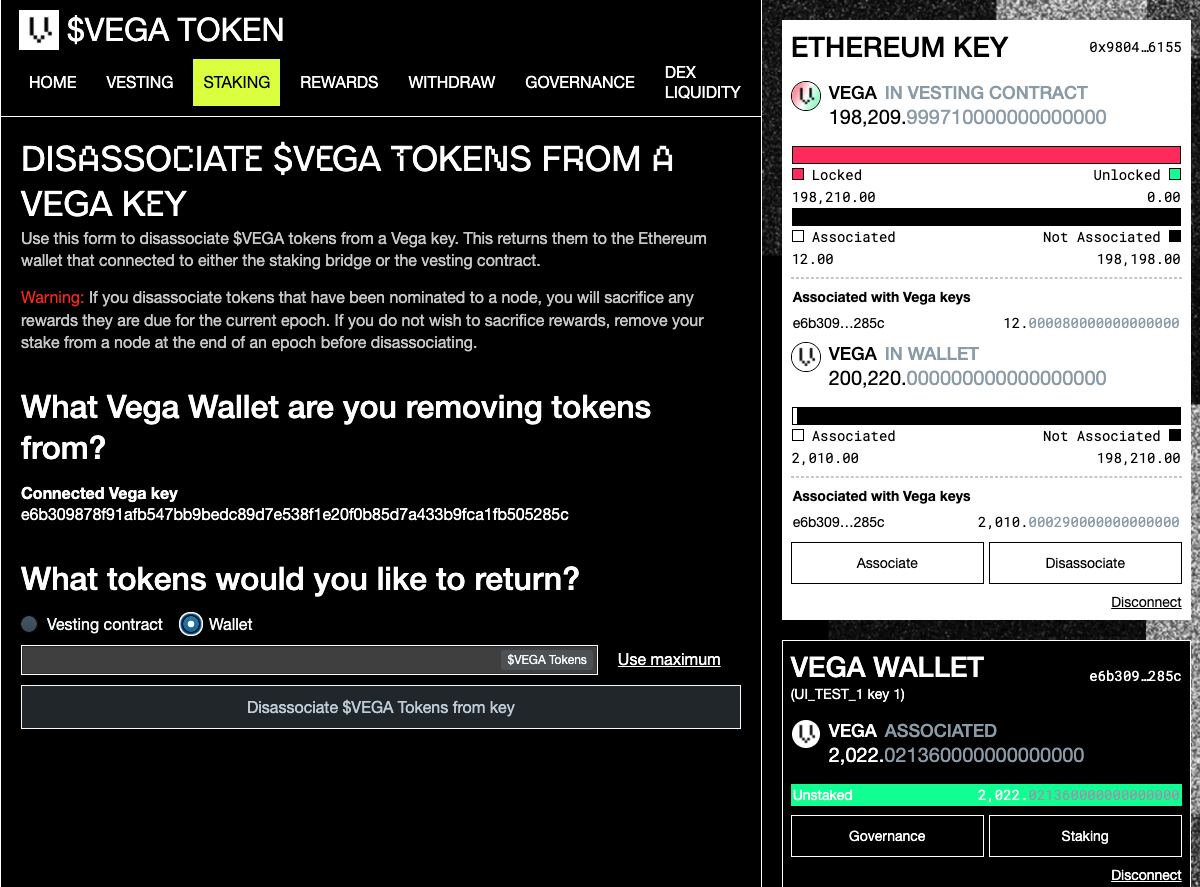 $VEGA TOKEN
HOME VESTING STAKING REWARDS WITHDRAW GOVERNANCE DEX LIQUIDITY
DISASSOCIATE $VEGA TOKENS FROM A
VEGA KEY
Use this form to disassociate $VEGA tokens from a Vega key. This returns them to the Ethereum
wallet that connected to either the staking bridge or the vesting contract.
Warning: If you disassociate tokens that have been nominated to a node, you will sacrifice any
rewards they are due for the current epoch. If you do not wish to sacrifice rewards, remove your
stake from a node at the end of an epoch before disassociating.
What Vega Wallet are you removing tokens
from?
Connected Vega key
e6b309878f91afb547bb9bedc89d7e538f1e20f0b85d7a433b9fca1fb505285c
What tokens would you like to return?
Vesting contract Wallet
$VEGA Tokens Use maximum
Disassociate $VEGA Tokens from key
ETHEREUM KEY 0x9804…6155
VEGA IN VESTING CONTRACT
198,209.999710000000000000
Locked Unlocked
198,210.00 0.00
Associated Not Associated
12.00 198,198.00
Associated with Vega keys
e6b309…285c 12.000080000000000000
VEGA IN WALLET
200,220.000000000000000000
Associated Not Associated
2,010.00 198,210.00
Associated with Vega keys
e6b309…285c 2,010.000290000000000000
Associate Disassociate
Disconnect
VEGA WALLET e6b309…285c
(UI_TEST_1 key 1)
VEGA ASSOCIATED
2,022.021360000000000000
Unstaked 2,022.021360000000000000
Governance Staking
Disconnect